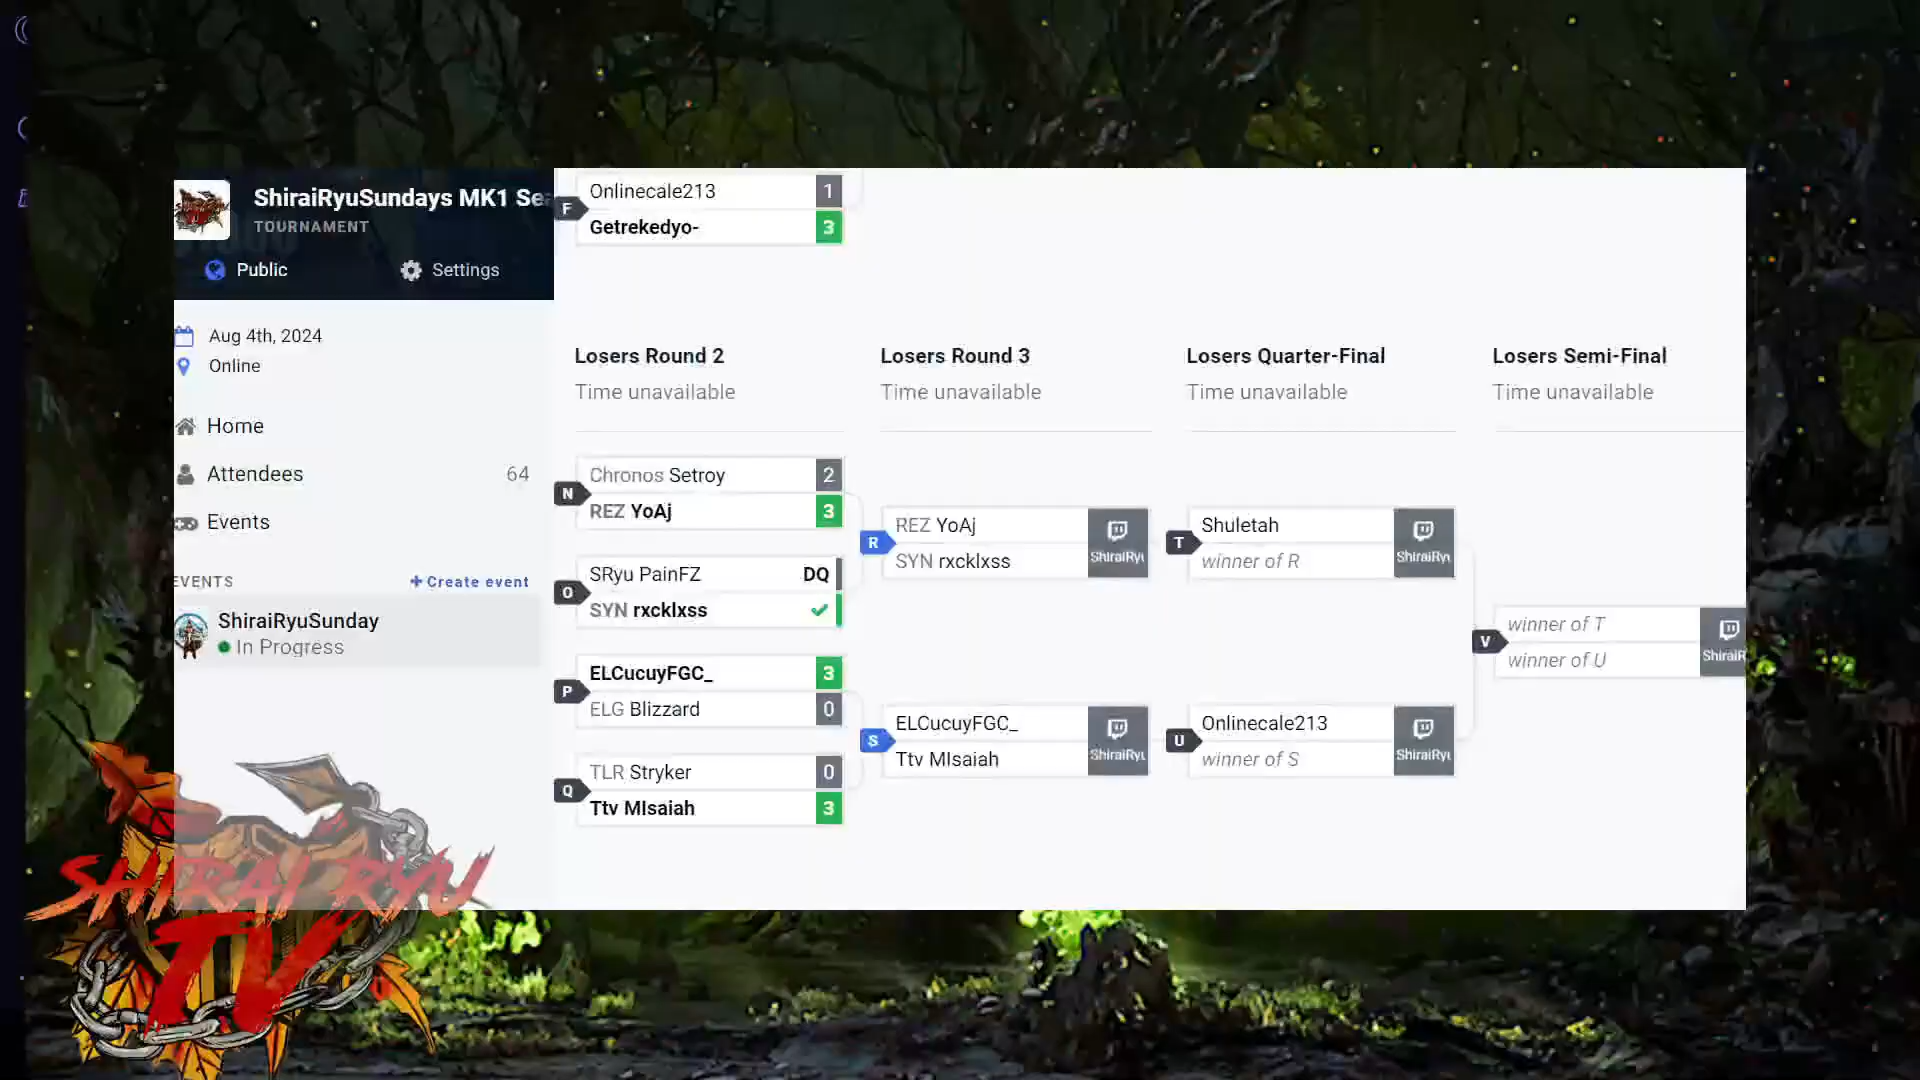 ShiraiRyuSundays MK1 Se
TOURNAMENT
Public
Settings
Aug 4th, 2024
Online
Home
Attendees 64
Events
EVENTS
Create event
ShiraiRyuSunday
In Progress
F
Onlinecale213 1
Getrekedyo- 3
Losers Round 2
Time unavailable
N
Chronos Setroy 2
REZ YoAj 3
O
SRyu PainFZ DQ
SYN rxcklxss
P
ELCucuyFGC_ 3
ELG Blizzard 0
Q
TLR Stryker 0
Ttv MIsaiah 3
Losers Round 3
Time unavailable
R
REZ YoAj
SYN rxcklxss
ShiraiRyu
S
ELCucuyFGC_
Ttv MIsaiah
ShiraiRyu
Losers Quarter-Final
Time unavailable
T
Shuletah
winner of R
ShiraiRyu
U
Onlinecale213
winner of S
ShiraiRyu
Losers Semi-Final
Time unavailable
V
winner of T
winner of U
ShiraiR
SHIRAI RYU
TV